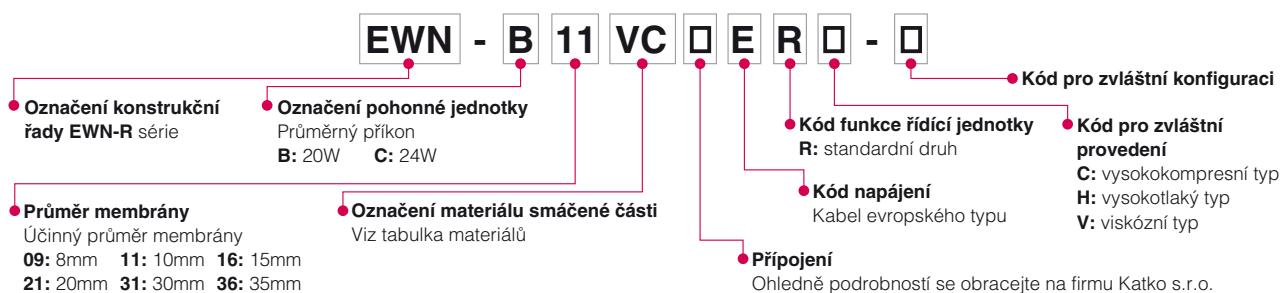 EWN - B 11 VC □ E R □ - □
Kód pro zvláštní konfiguraci
Označení konstrukční
řady EWN-R série
Označení pohonné jednotky
Průměrný příkon
B: 20W C: 24W
Kód funkce řídící jednotky
R: standardní druh
Kód pro zvláštní
provedení
C: vysokokompresní typ
H: vysokotlaký typ
V: viskózní typ
Kód napájení
Kabel evropského typu
Průměr membrány
Účinný průměr membrány
09: 8mm 11: 10mm 16: 15mm
21: 20mm 31: 30mm 36: 35mm
Označení materiálu smáčené části
Viz tabulka materiálů
Přípojení
Ohledně podrobností se obracejte na firmu Katko s.r.o.